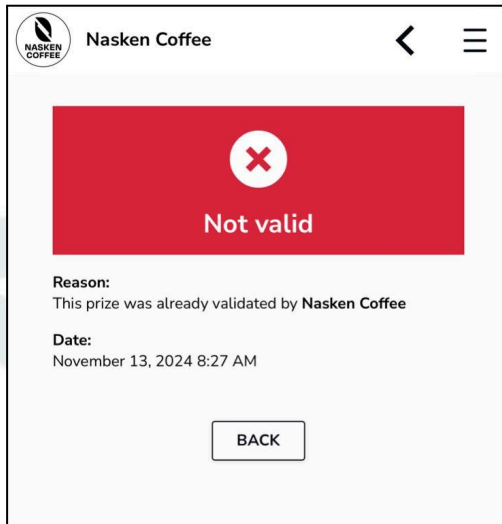 NASKEN
COFFEE
Nasken Coffee
Not valid
Reason:
This prize was already validated by Nasken Coffee
Date:
November 13, 2024 8:27 AM
BACK